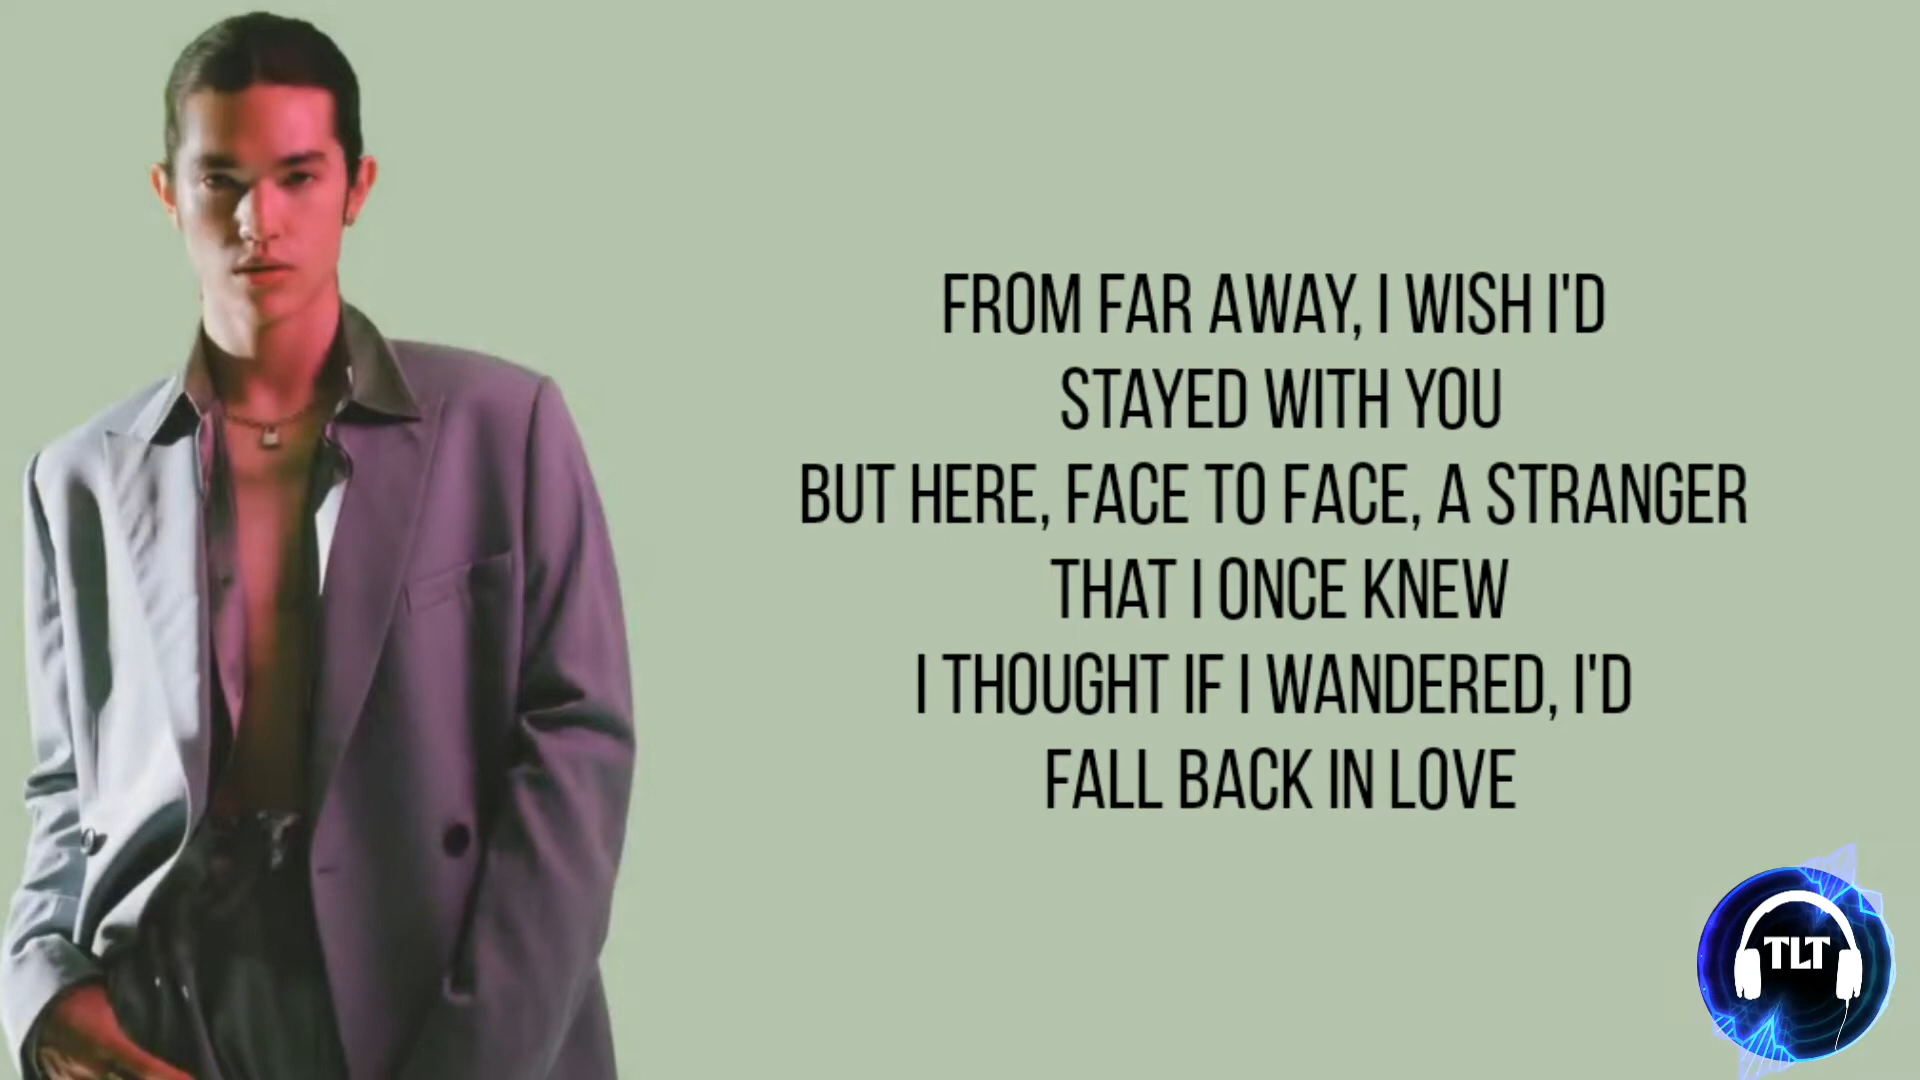 FROM FAR AWAY, I WISH I'D
STAYED WITH YOU
BUT HERE, FACE TO FACE, A STRANGER
THAT I ONCE KNEW
I THOUGHT IF I WANDERED, I'D
FALL BACK IN LOVE
TLT